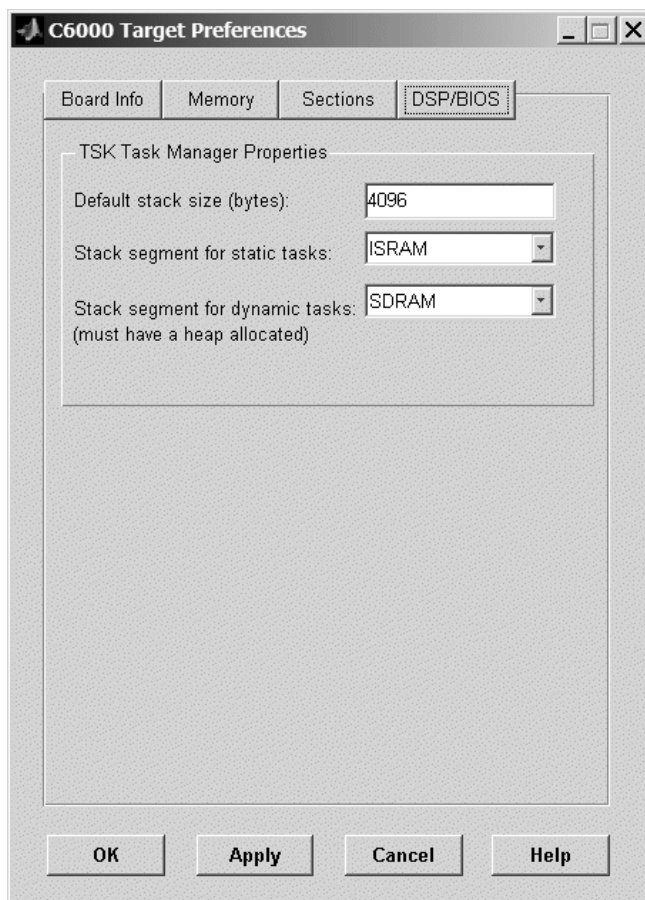 C6000 Target Preferences
Board Info Memory Sections DSP/BIOS
TSK Task Manager Properties
Default stack size (bytes): 4096
Stack segment for static tasks: ISRAM
Stack segment for dynamic tasks: SDRAM
(must have a heap allocated)
OK Apply Cancel Help